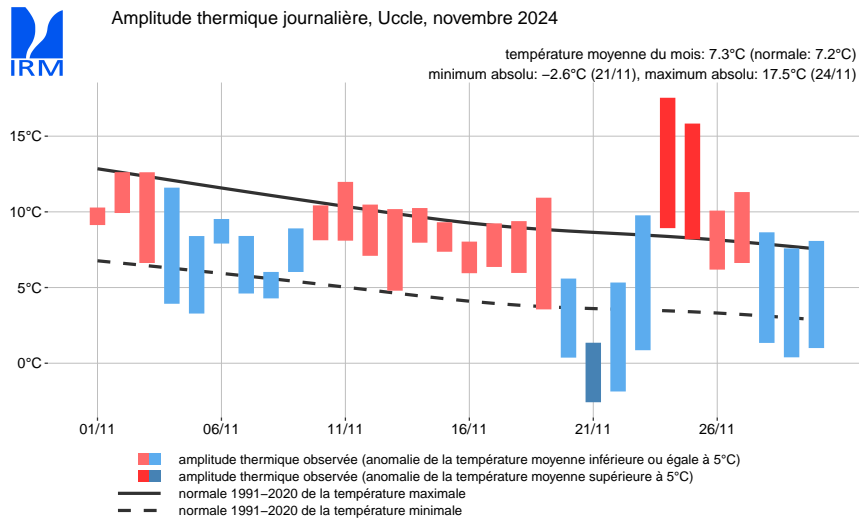 Amplitude thermique journalière, Uccle, novembre 2024
IRM
température moyenne du mois: 7.3°C (normale: 7.2°C)
minimum absolu: −2.6°C (21/11), maximum absolu: 17.5°C (24/11)
15°C
10°C
5°C
0°C
01/11 06/11 11/11 16/11 21/11 26/11
amplitude thermique observée (anomalie de la température moyenne inférieure ou égale à 5°C)
amplitude thermique observée (anomalie de la température moyenne supérieure à 5°C)
normale 1991−2020 de la température maximale
normale 1991−2020 de la température minimale